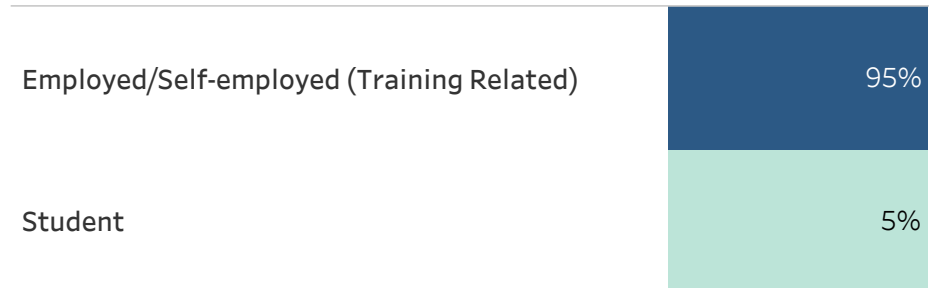 Employed/Self-employed (Training Related) 95%
Student 5%